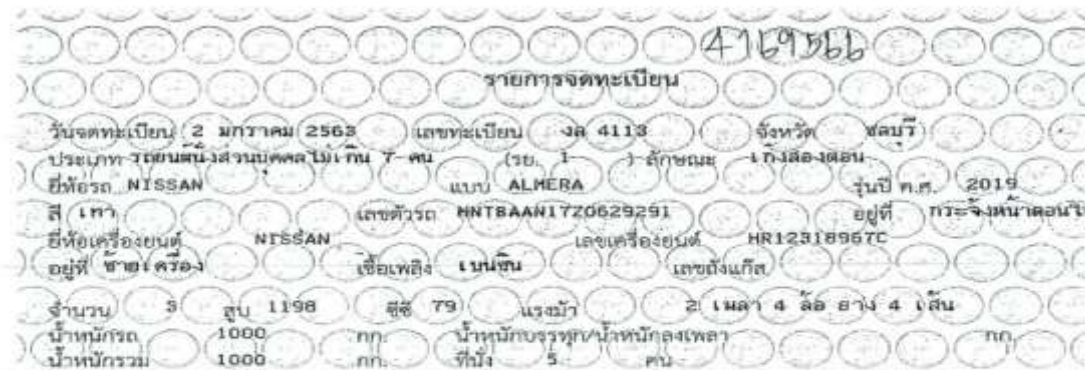 4769566
รายการจดทะเบียน
วันจดทะเบียน 2 มกราคม 2563 เลขทะเบียน งล 4113 จังหวัด ชลบุรี
ประเภท รถยนต์นั่งส่วนบุคคลไม่เกิน 7 คน (รย. 1 ) ลักษณะ เก๋งสองตอน
ยี่ห้อรถ NISSAN แบบ ALMERA รุ่นปี ค.ศ. 2019
สี เทา เลขตัวรถ MNTBAAN17Z0629291 อยู่ที่ กระจังหน้าตอนใ
ยี่ห้อเครื่องยนต์ NISSAN เลขเครื่องยนต์ HR12318967C
อยู่ที่ ซ้ายเครื่อง เชื้อเพลิง เบนซิน เลขถังแก๊ส
จำนวน 3 สูบ 1198 ซีซี 79 แรงม้า 2 เพลา 4 ล้อ ยาง 4 เส้น
น้ำหนักรถ 1000 กก. น้ำหนักบรรทุก/น้ำหนักลงเพลา กก.
น้ำหนักรวม 1000 กก. ที่นั่ง 5 คน